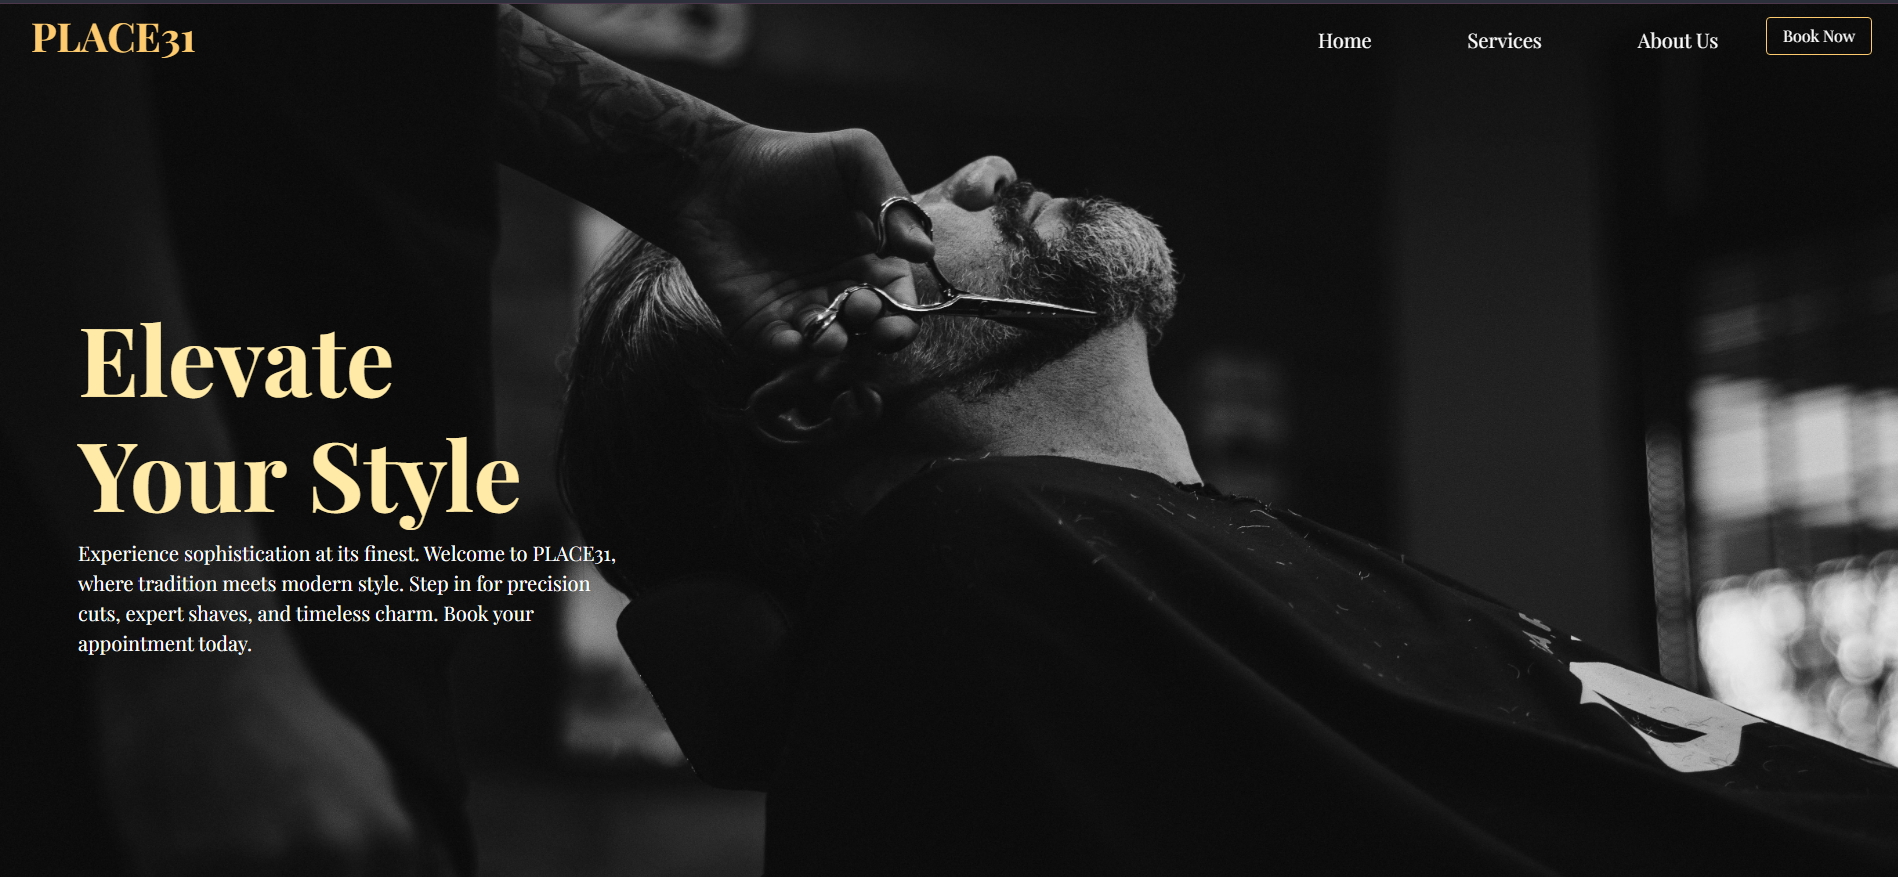 PLACE31
Home
Services
About Us
Book Now
Elevate
Your Style
Experience sophistication at its finest. Welcome to PLACE31,
where tradition meets modern style. Step in for precision
cuts, expert shaves, and timeless charm. Book your
appointment today.